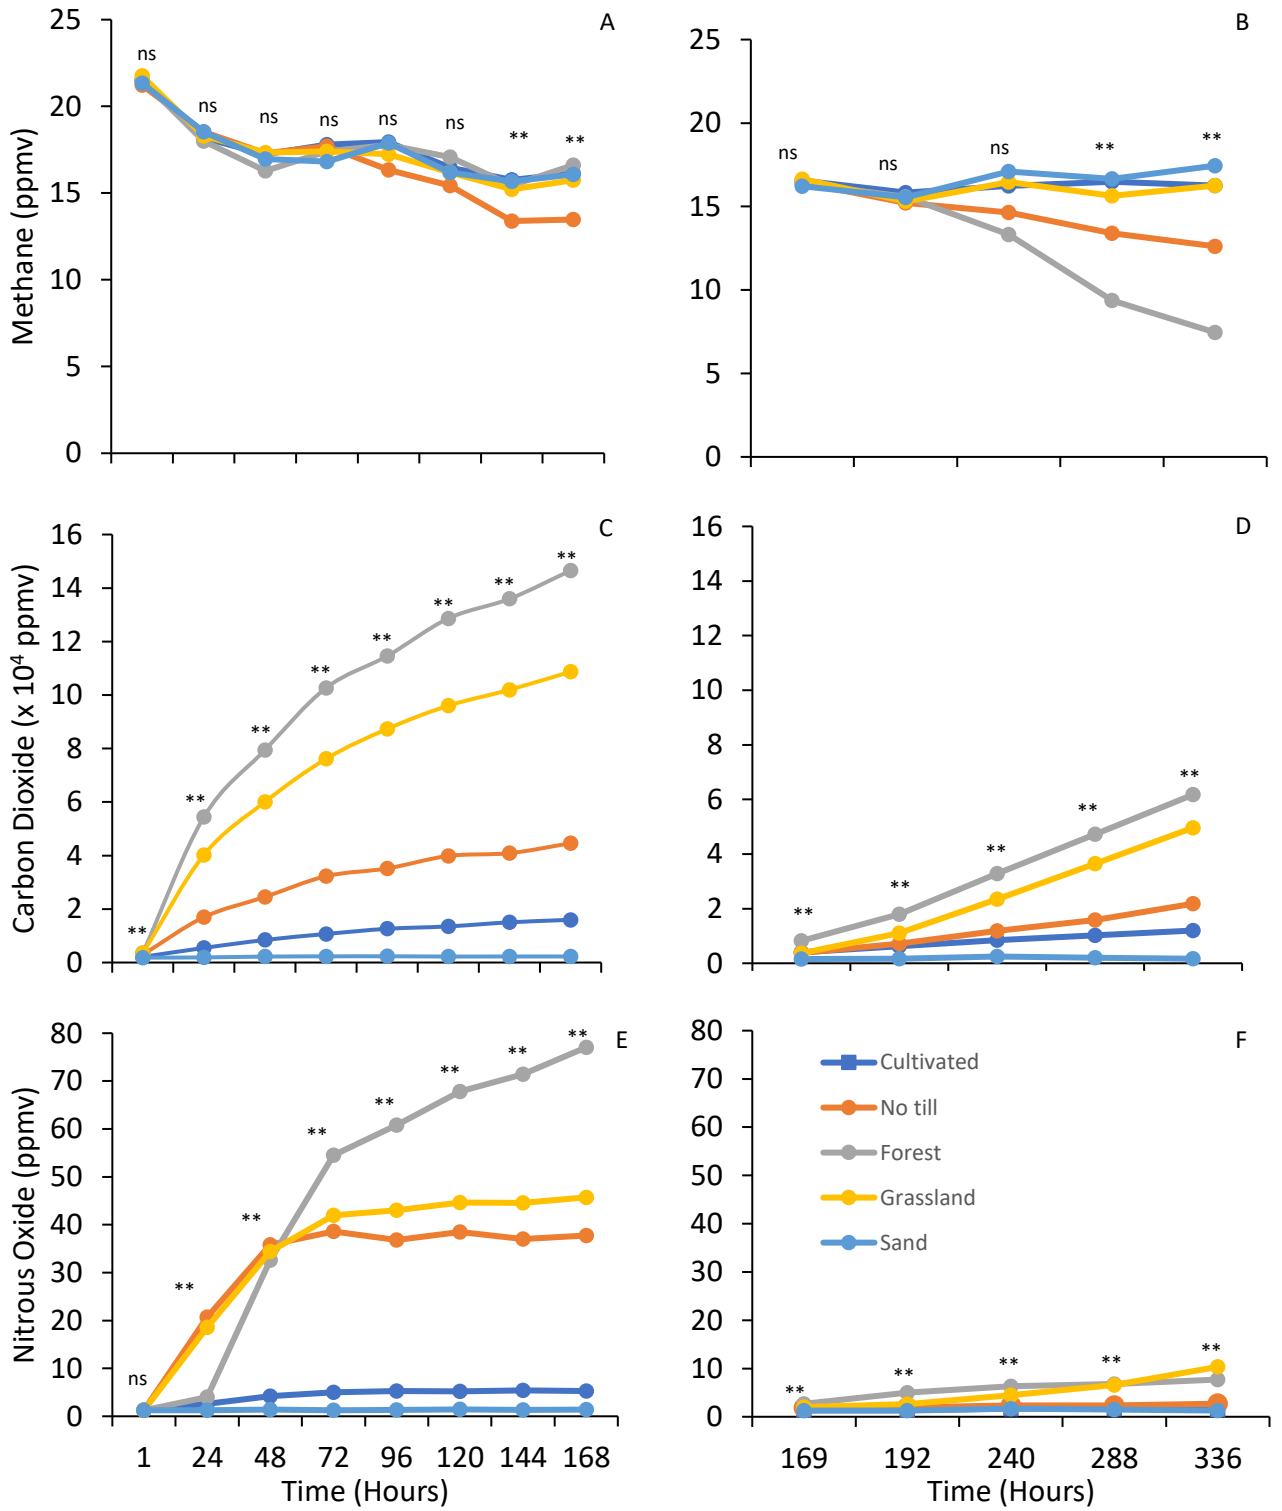 A
Methane (ppmv)
25
20
15
10
5
0
ns
ns
ns
ns
ns
ns
**
**
B
25
20
15
10
5
0
ns
ns
ns
**
**
C
Carbon Dioxide (x 10⁴ ppmv)
16
14
12
10
8
6
4
2
0
**
**
**
**
**
**
**
**
D
16
14
12
10
8
6
4
2
0
**
**
**
**
**
E
Nitrous Oxide (ppmv)
80
70
60
50
40
30
20
10
0
ns
**
**
**
**
**
**
**
1 24 48 72 96 120 144 168
Time (Hours)
F
80
70
60
50
40
30
20
10
0
Cultivated
No till
Forest
Grassland
Sand
**
**
**
**
**
169 192 240 288 336
Time (Hours)